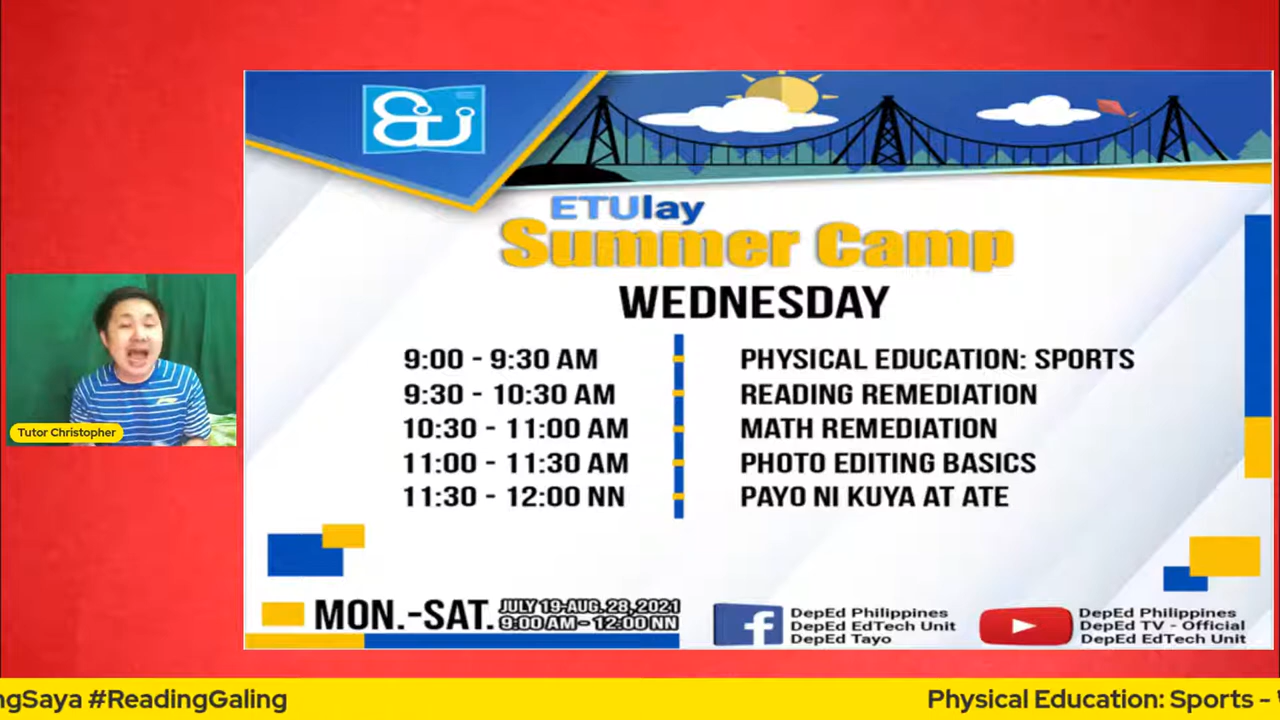 ETUlay
Summer Camp
WEDNESDAY
9:00 - 9:30 AM PHYSICAL EDUCATION: SPORTS
9:30 - 10:30 AM READING REMEDIATION
10:30 - 11:00 AM MATH REMEDIATION
11:00 - 11:30 AM PHOTO EDITING BASICS
11:30 - 12:00 NN PAYO NI KUYA AT ATE
Tutor Christopher
MON.-SAT.
JULY 19-AUG. 28, 2021
9:00 AM - 12:00 NN
DepEd Philippines
DepEd EdTech Unit
DepEd Tayo
DepEd Philippines
DepEd TV - Official
DepEd EdTech Unit
ngSaya #ReadingGaling
Physical Education: Sports -